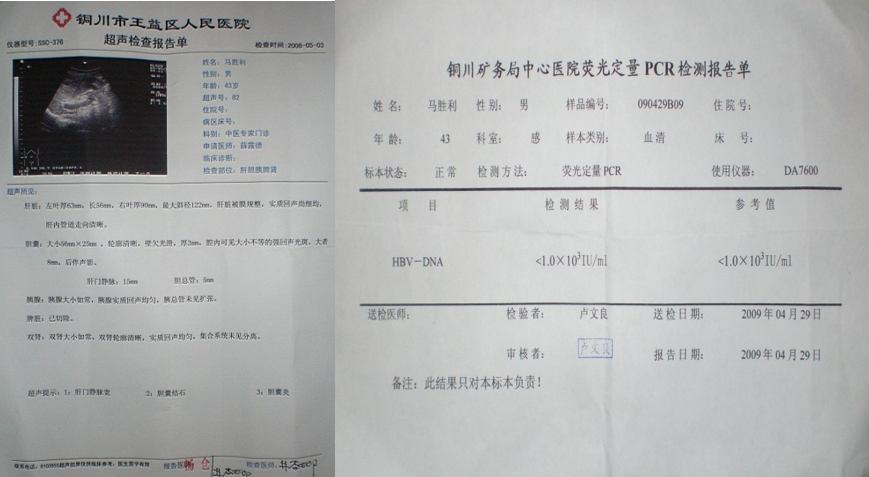 铜川市王益区人民医院
超声检查报告单
仪器型号:SSC-376
检查时间:2008-05-03
姓名：马胜利
性别：男
年龄：43岁
超声号：82
住院号：
病区床号：
科别：中医专家门诊
申请医师：薛露德
临床诊断：
检查部位：肝胆胰脾肾
超声所见：
肝脏：左叶厚63mm，长56mm，右叶厚90mm，最大斜径122mm，肝脏被膜规整，实质回声尚细均，
肝内管道走向清晰。
胆囊：大小56mm×25mm，轮廓清晰，壁欠光滑，厚3mm，腔内可见大小不等的强回声光斑，大者
8mm，后伴声影。
肝门静脉：15mm 胆总管：5mm
胰腺：胰腺大小如常，胰腺实质回声均匀，胰总管未见扩张。
脾脏：已切除。
双肾：双肾大小如常，双肾轮廓清晰，实质回声均匀，集合系统未见分离。
超声提示：1：肝门静脉宽 2：胆囊结石 3：胆囊炎
报告医师：
检查医师：
铜川矿务局中心医院荧光定量PCR检测报告单
姓名： 马胜利 性别： 男 样品编号： 090429B09 住院号：
年龄： 43 科室： 感 样本类别： 血清 床号：
标本状态： 正常 检测方法： 荧光定量PCR 使用仪器： DA7600
项目 检测结果 参考值
HBV-DNA <1.0×10³IU/ml <1.0×10³IU/ml
送检医师： 检验者： 卢文良 送检日期： 2009年04月29日
审核者： 卢文良 报告日期： 2009年04月29日
备注：此结果只对本标本负责！